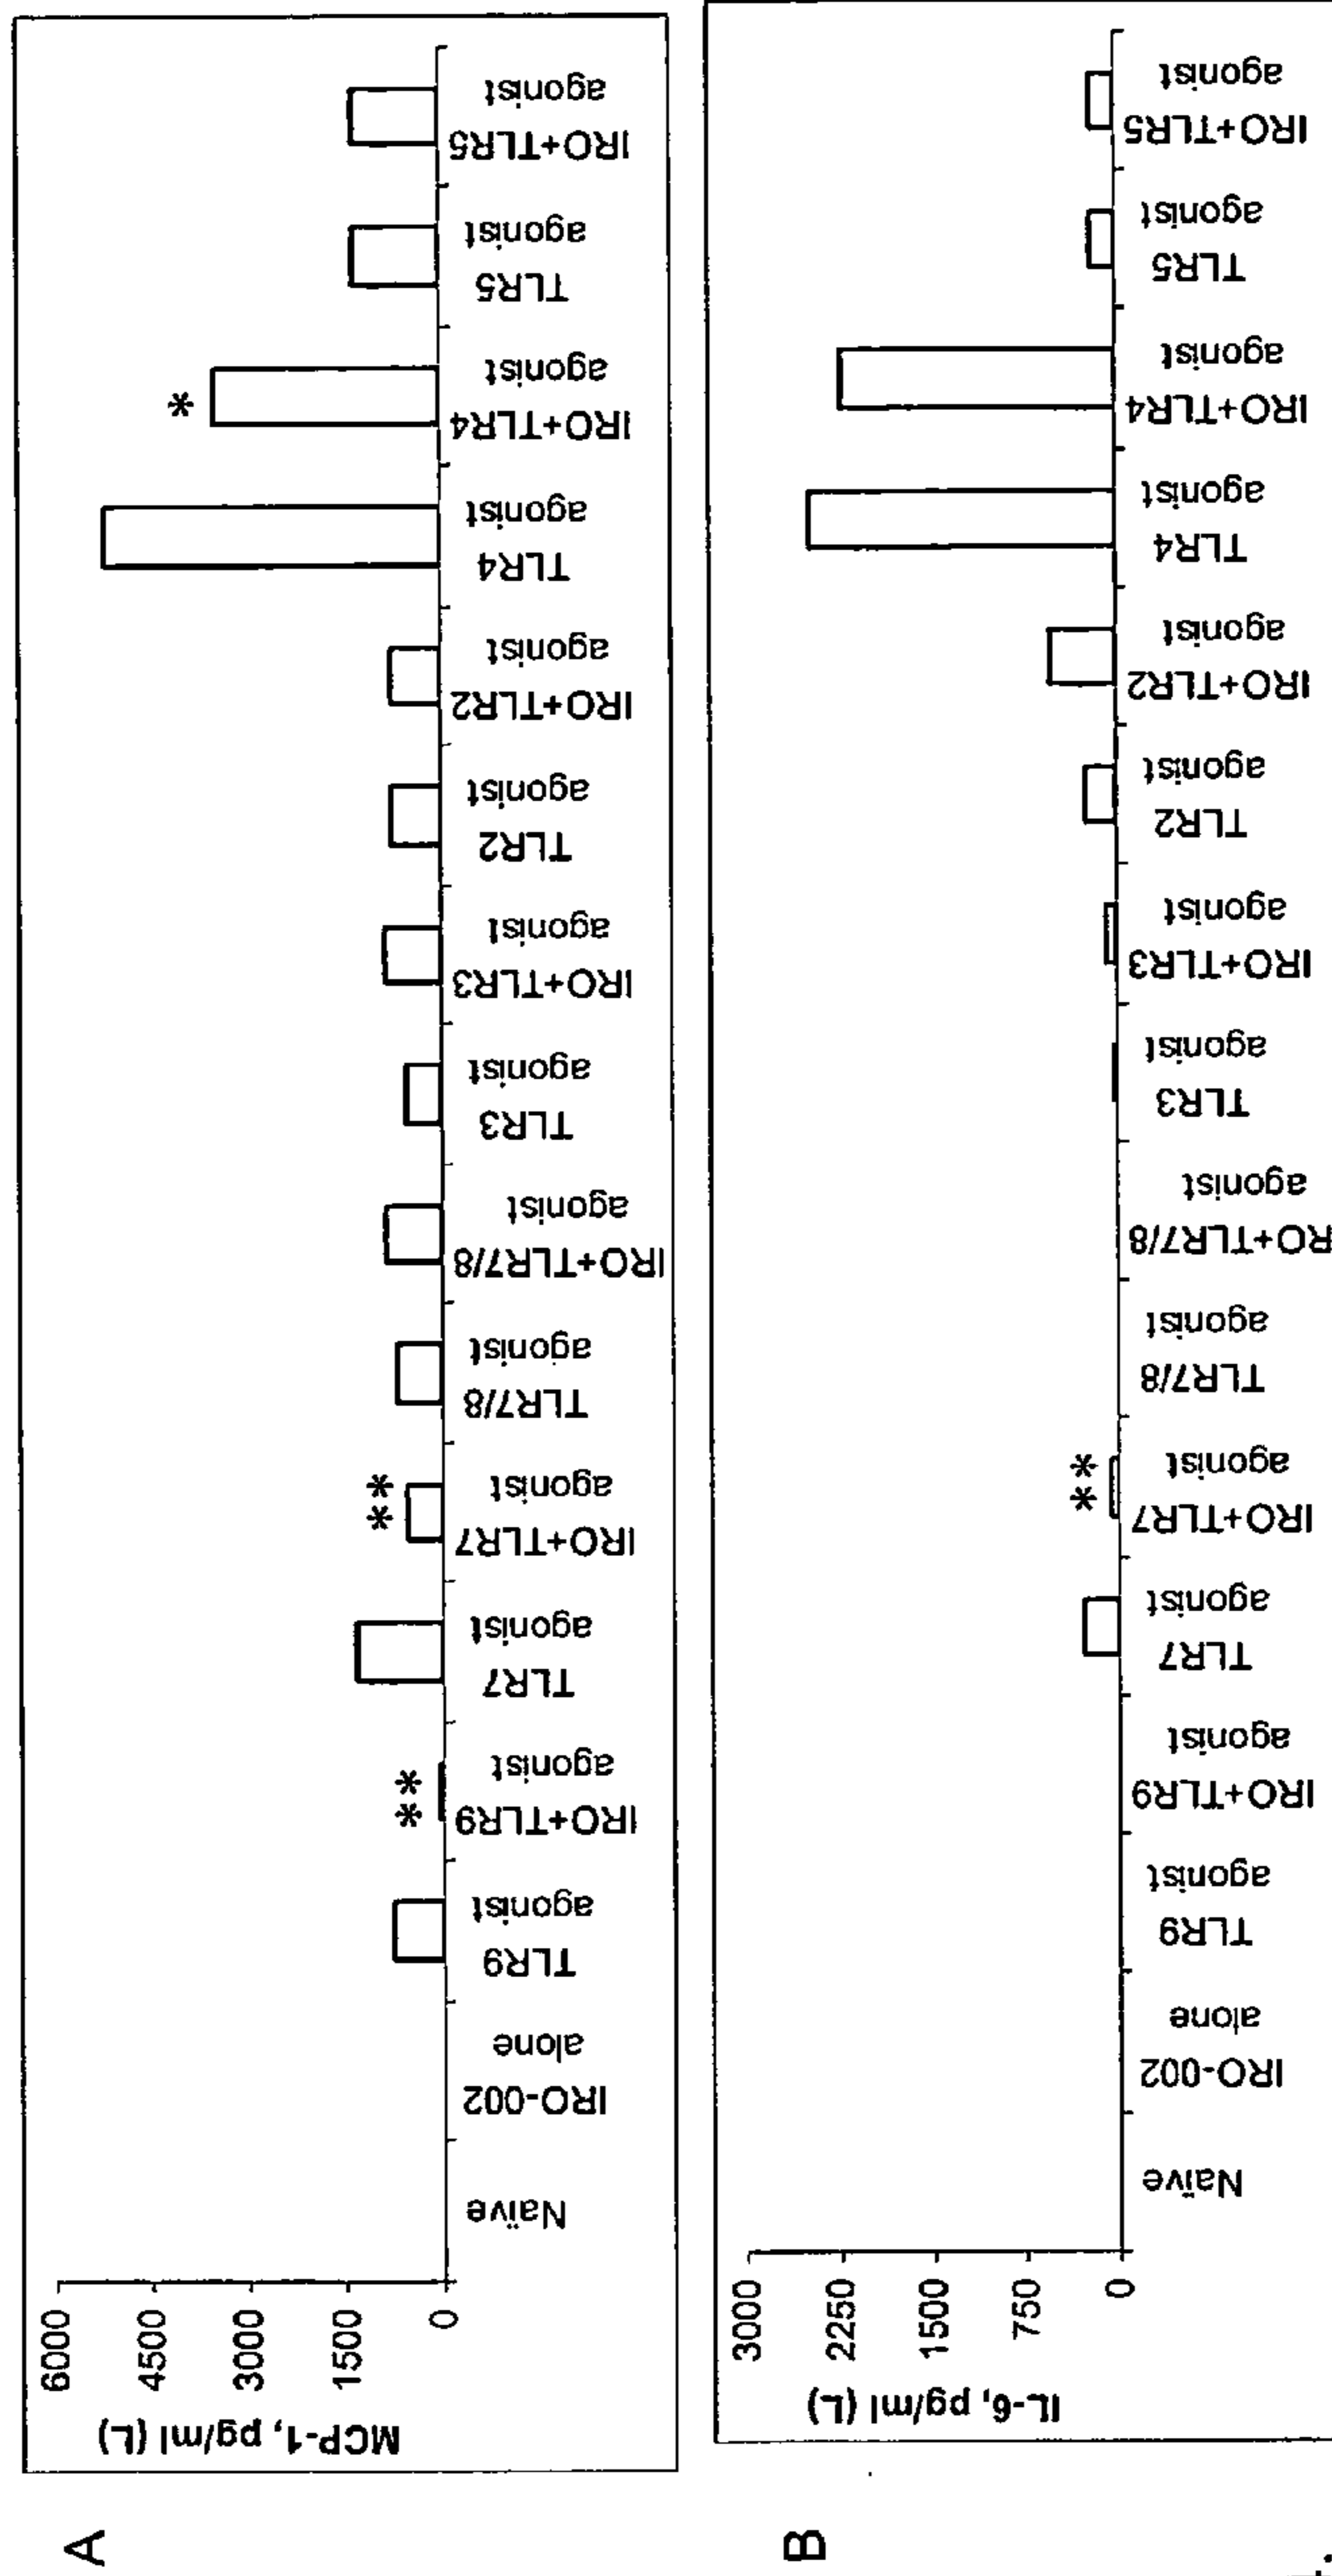 A
MCP-1, pg/ml (L)
6000
4500
3000
1500
0
Naïve
IRO-002
alone
TLR9
agonist
**
IRO+TLR9
agonist
TLR7
agonist
**
IRO+TLR7
agonist
TLR7/8
agonist
IRO+TLR7/8
agonist
TLR3
agonist
IRO+TLR3
agonist
TLR2
agonist
IRO+TLR2
agonist
TLR4
agonist
*
IRO+TLR4
agonist
TLR5
agonist
IRO+TLR5
agonist
B
IL-6, pg/ml (L)
3000
2250
1500
750
0
Naïve
IRO-002
alone
TLR9
agonist
IRO+TLR9
agonist
TLR7
agonist
**
IRO+TLR7
agonist
TLR7/8
agonist
RO+TLR7/8
agonist
TLR3
agonist
IRO+TLR3
agonist
TLR2
agonist
IRO+TLR2
agonist
TLR4
agonist
IRO+TLR4
agonist
TLR5
agonist
IRO+TLR5
agonist